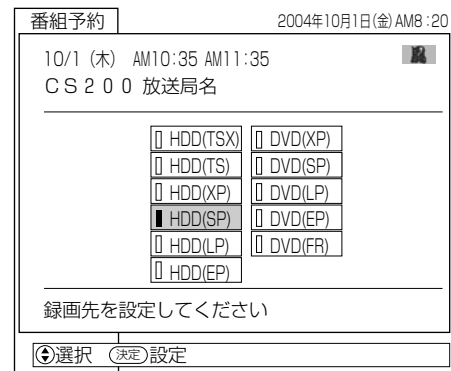 番組予約 2004年10月1日(金)AM8:20
10/1 (木) AM10:35 AM11:35
CS200 放送局名
HDD(TSX) DVD(XP)
HDD(TS) DVD(SP)
HDD(XP) DVD(LP)
HDD(SP) DVD(EP)
HDD(LP) DVD(FR)
HDD(EP)
録画先を設定してください
選択 決定 設定